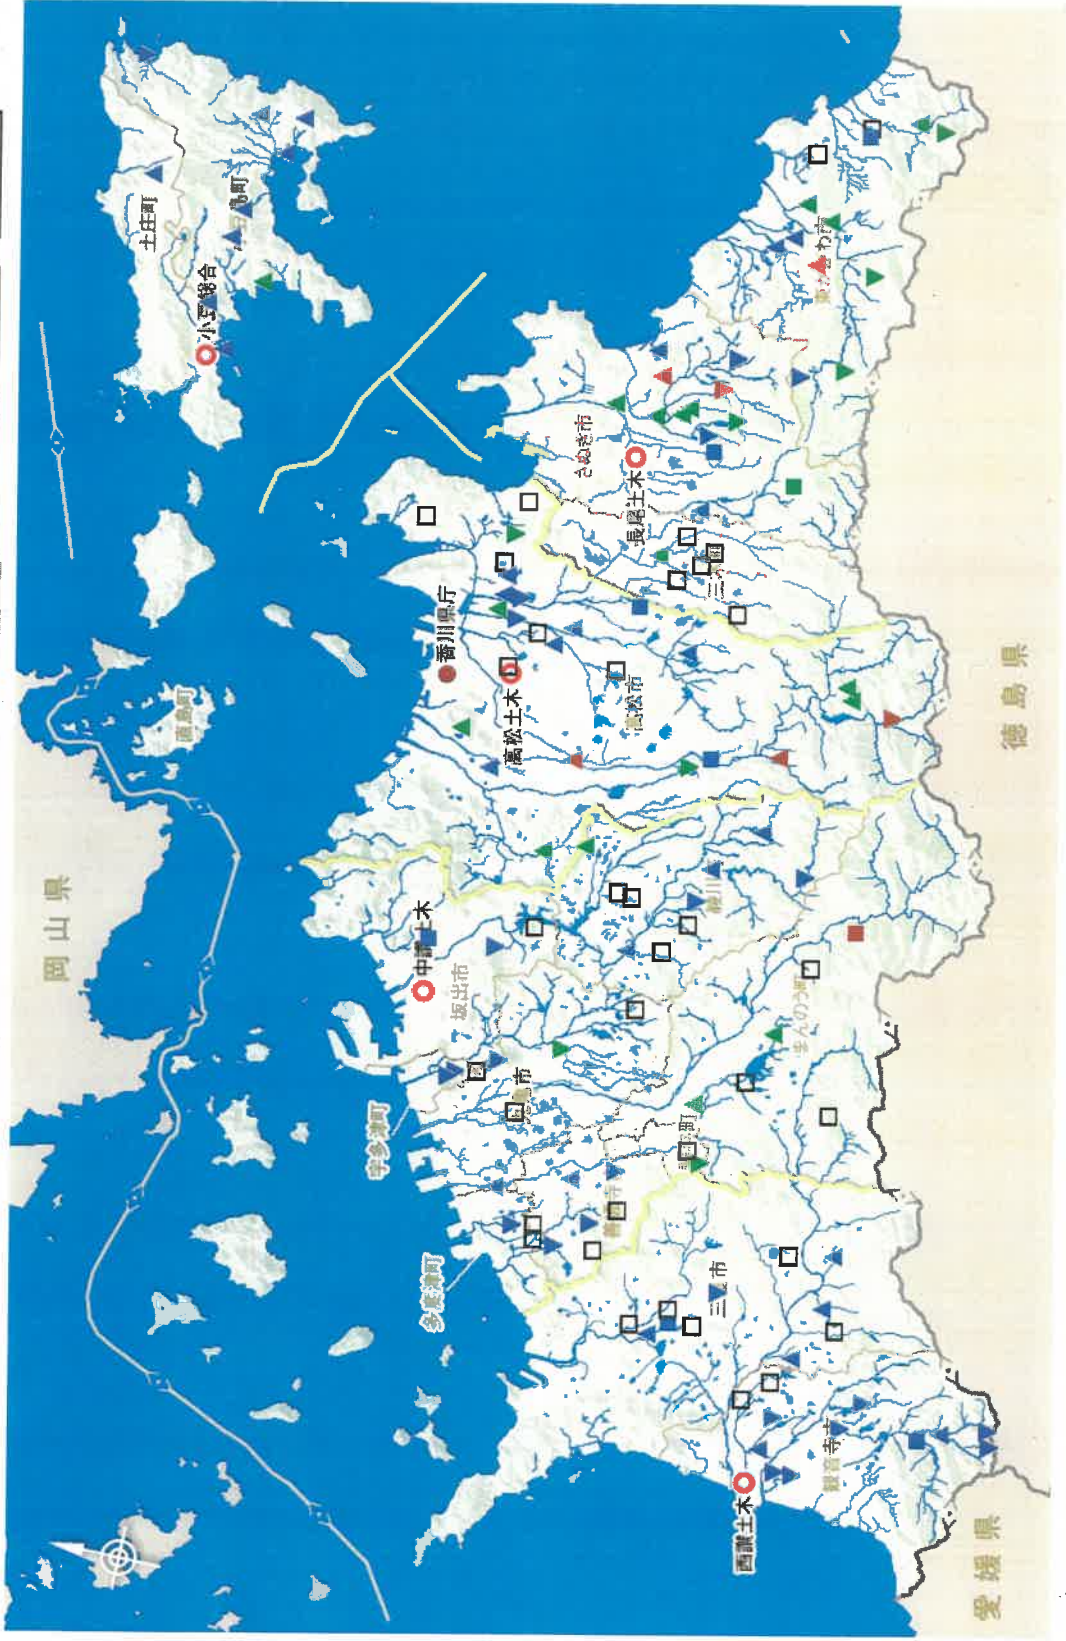 岡山県
土庄町
小豆総合
直島町
香川県庁
高松土木
高松市
さぬき市
長尾土木
中讃土木
坂出市
宇多津町
多度津町
まんのう町
西讃土木
観音寺市
徳島県
愛媛県